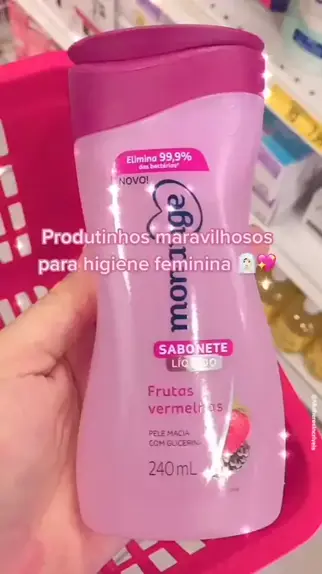 Elimina 99,9%
das bactérias*
NOVO!
monange
Produtinhos maravilhosos
para higiene feminina 🧖🏻‍♀️💖
SABONETE
LÍQUIDO
Frutas
vermelhas
PELE MACIA
COM GLICERINA
240 mL